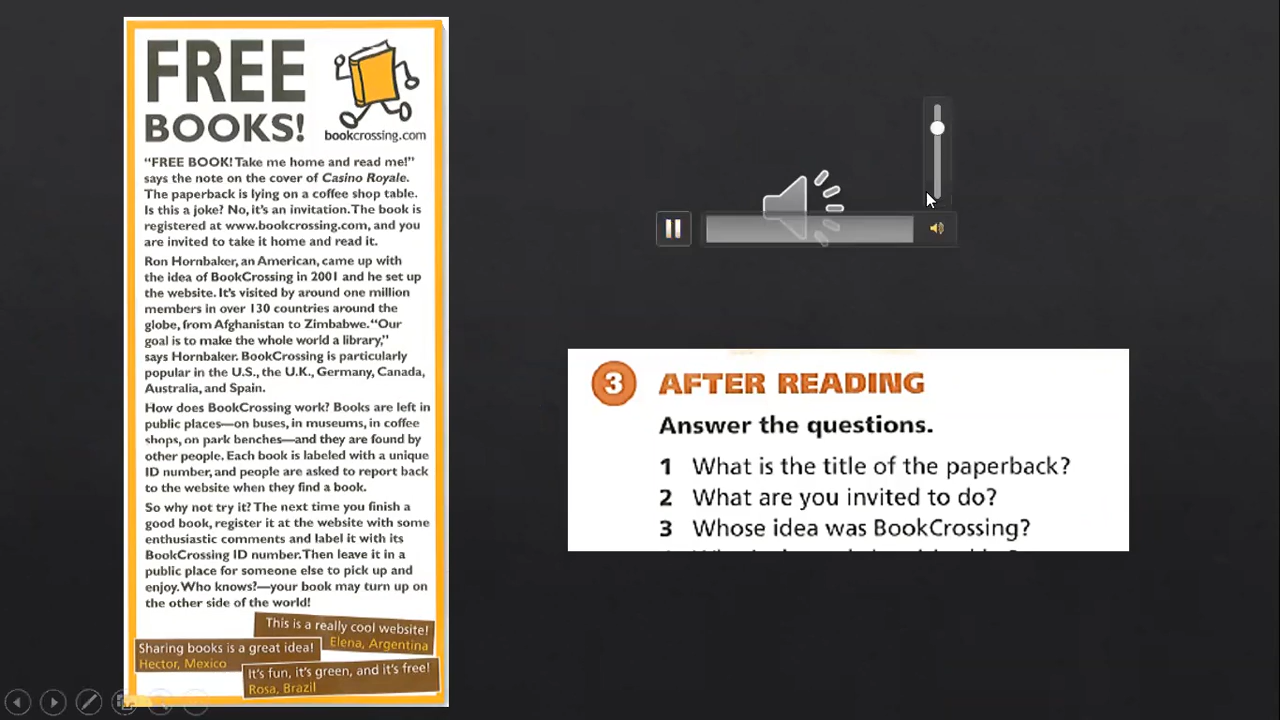 FREE
BOOKS!
bookcrossing.com
“FREE BOOK! Take me home and read me!”
says the note on the cover of Casino Royale.
The paperback is lying on a coffee shop table.
Is this a joke? No, it’s an invitation. The book is
registered at www.bookcrossing.com, and you
are invited to take it home and read it.
Ron Hornbaker, an American, came up with
the idea of BookCrossing in 2001 and he set up
the website. It’s visited by around one million
members in over 130 countries around the
globe, from Afghanistan to Zimbabwe. “Our
goal is to make the whole world a library,”
says Hornbaker. BookCrossing is particularly
popular in the U.S., the U.K., Germany, Canada,
Australia, and Spain.
How does BookCrossing work? Books are left in
public places—on buses, in museums, in coffee
shops, on park benches—and they are found by
other people. Each book is labeled with a unique
ID number, and people are asked to report back
to the website when they find a book.
So why not try it? The next time you finish a
good book, register it at the website with some
enthusiastic comments and label it with its
BookCrossing ID number. Then leave it in a
public place for someone else to pick up and
enjoy. Who knows?—your book may turn up on
the other side of the world!
This is a really cool website!
Elena, Argentina
Sharing books is a great idea!
Hector, Mexico
It’s fun, it’s green, and it’s free!
Rosa, Brazil
3 AFTER READING
Answer the questions.
1 What is the title of the paperback?
2 What are you invited to do?
3 Whose idea was BookCrossing?